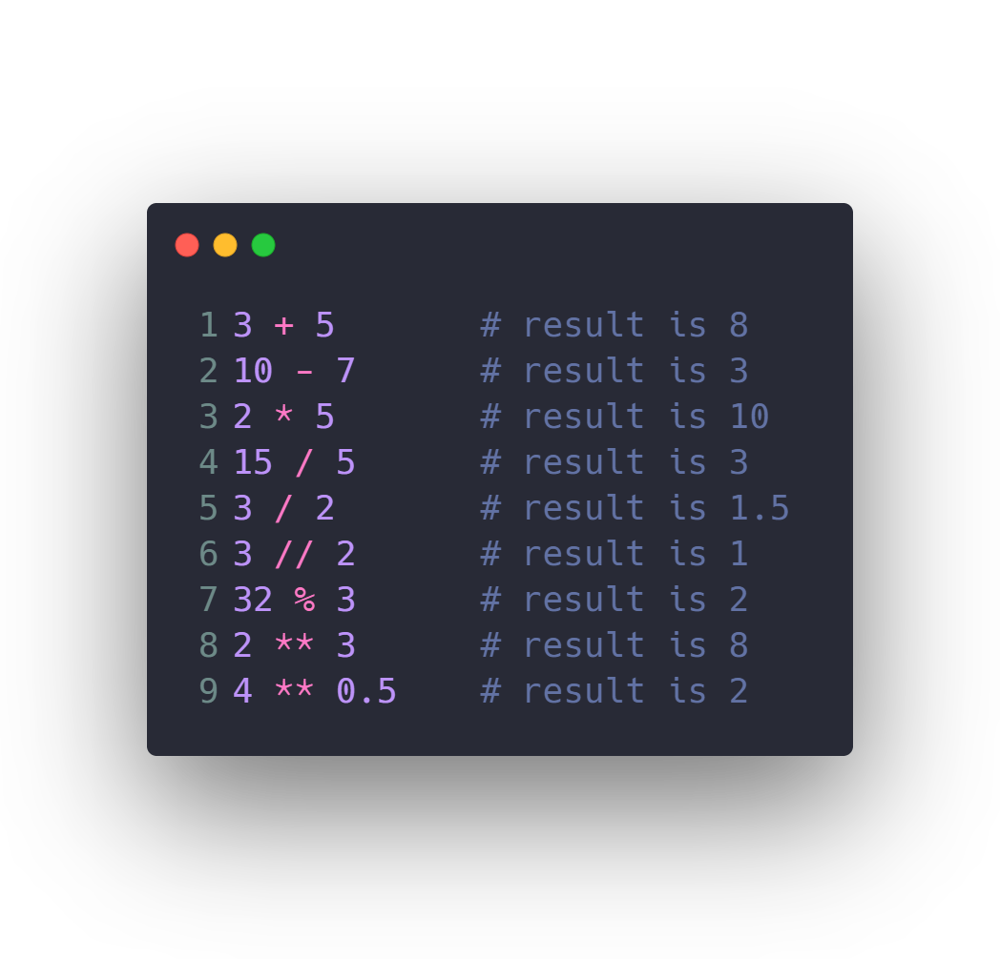 1 3 + 5       # result is 8
2 10 - 7      # result is 3
3 2 * 5       # result is 10
4 15 / 5      # result is 3
5 3 / 2       # result is 1.5
6 3 // 2      # result is 1
7 32 % 3      # result is 2
8 2 ** 3      # result is 8
9 4 ** 0.5    # result is 2